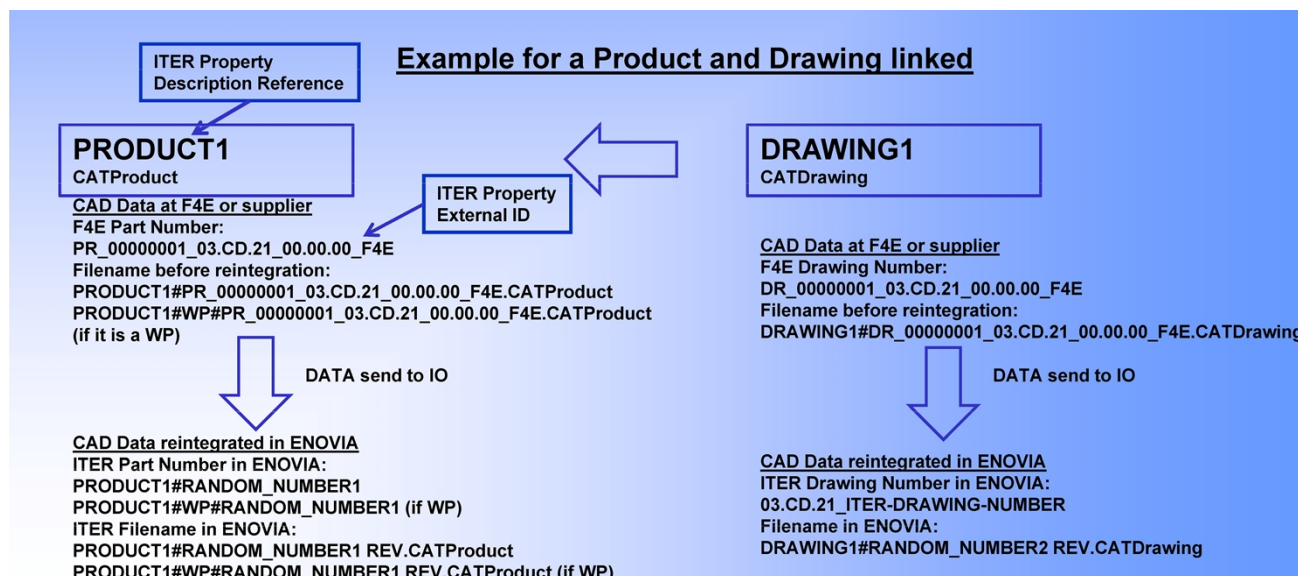 Example for a Product and Drawing linked
ITER Property
Description Reference
PRODUCT1
CATProduct
ITER Property
External ID
CAD Data at F4E or supplier
F4E Part Number:
PR_00000001_03.CD.21_00.00.00_F4E
Filename before reintegration:
PRODUCT1#PR_00000001_03.CD.21_00.00.00_F4E.CATProduct
PRODUCT1#WP#PR_00000001_03.CD.21_00.00.00_F4E.CATProduct
(if it is a WP)
DATA send to IO
CAD Data reintegrated in ENOVIA
ITER Part Number in ENOVIA:
PRODUCT1#RANDOM_NUMBER1
PRODUCT1#WP#RANDOM_NUMBER1 (if WP)
ITER Filename in ENOVIA:
PRODUCT1#RANDOM_NUMBER1 REV.CATProduct
PRODUCT1#WP#RANDOM_NUMBER1 REV.CATProduct (if WP)
DRAWING1
CATDrawing
CAD Data at F4E or supplier
F4E Drawing Number:
DR_00000001_03.CD.21_00.00.00_F4E
Filename before reintegration:
DRAWING1#DR_00000001_03.CD.21_00.00.00_F4E.CATDrawing
DATA send to IO
CAD Data reintegrated in ENOVIA
ITER Drawing Number in ENOVIA:
03.CD.21_ITER-DRAWING-NUMBER
Filename in ENOVIA:
DRAWING1#RANDOM_NUMBER2 REV.CATDrawing